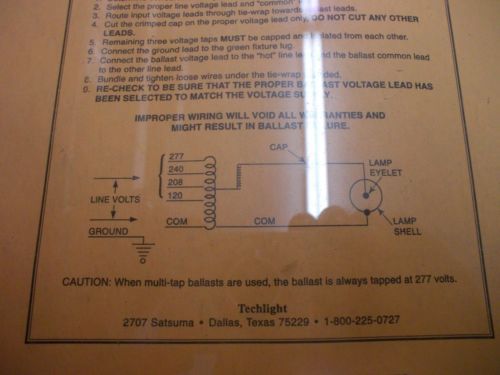 2. Select the proper line voltage lead and "common"
3. Route input voltage leads through tie-wrap ballast leads.
4. Cut the crimped cap on the proper voltage lead only, DO NOT CUT ANY OTHER
LEADS.
5. Remaining three voltage taps MUST be capped and isolated from each other.
6. Connect the ground lead to the green fixture lug.
7. Connect the ballast voltage lead to the "hot" line lead and the ballast common lead
to the other line lead.
8. Bundle and tighten loose wires under the tie-wrap provided.
9. RE-CHECK TO BE SURE THAT THE PROPER BALLAST VOLTAGE LEAD HAS
BEEN SELECTED TO MATCH THE VOLTAGE SUPPLY.
IMPROPER WIRING WILL VOID ALL WARRANTIES AND
MIGHT RESULT IN BALLAST FAILURE.
277
240
208
120
COM
LINE VOLTS
GROUND
CAP
COM
LAMP
EYELET
LAMP
SHELL
CAUTION: When multi-tap ballasts are used, the ballast is always tapped at 277 volts.
Techlight
2707 Satsuma • Dallas, Texas 75229 • 1-800-225-0727